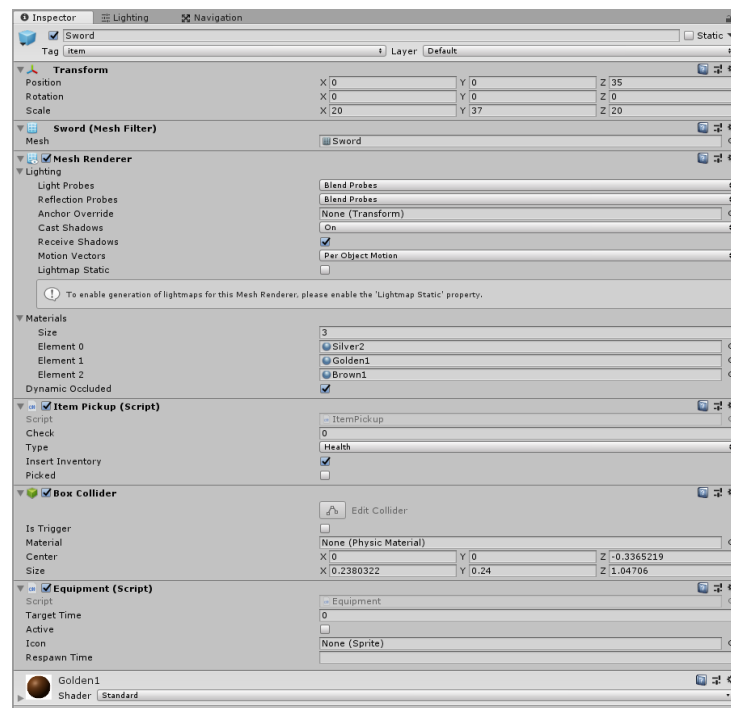 Inspector Lighting Navigation
Sword Static
Tag item Layer Default
Transform
Position X 0 Y 0 Z 35
Rotation X 0 Y 0 Z 0
Scale X 20 Y 37 Z 20
Sword (Mesh Filter)
Mesh Sword
Mesh Renderer
Lighting
Light Probes Blend Probes
Reflection Probes Blend Probes
Anchor Override None (Transform)
Cast Shadows On
Receive Shadows
Motion Vectors Per Object Motion
Lightmap Static
To enable generation of lightmaps for this Mesh Renderer, please enable the 'Lightmap Static' property.
Materials
Size 3
Element 0 Silver2
Element 1 Golden1
Element 2 Brown1
Dynamic Occluded
Item Pickup (Script)
Script ItemPickup
Check 0
Type Health
Insert Inventory
Picked
Box Collider
Edit Collider
Is Trigger
Material None (Physic Material)
Center X 0 Y 0 Z -0.3365219
Size X 0.2380322 Y 0.24 Z 1.04706
Equipment (Script)
Script Equipment
Target Time 0
Active
Icon None (Sprite)
Respawn Time
Golden1
Shader Standard